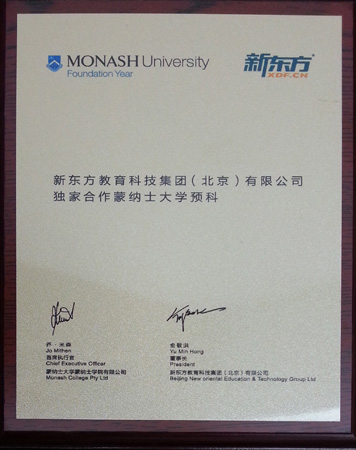 MONASH University
Foundation Year
新东方
XDF.CN
新东方教育科技集团（北京）有限公司
独家合作蒙纳士大学预科
乔·米森
Jo Mithen
首席执行官
Chief Executive Officer
蒙纳士大学蒙纳士学院有限公司
Monash College Pty Ltd
俞敏洪
Yu Min Hong
董事长
President
新东方教育科技集团（北京）有限公司
Beijing New oriental Education & Technology Group Ltd